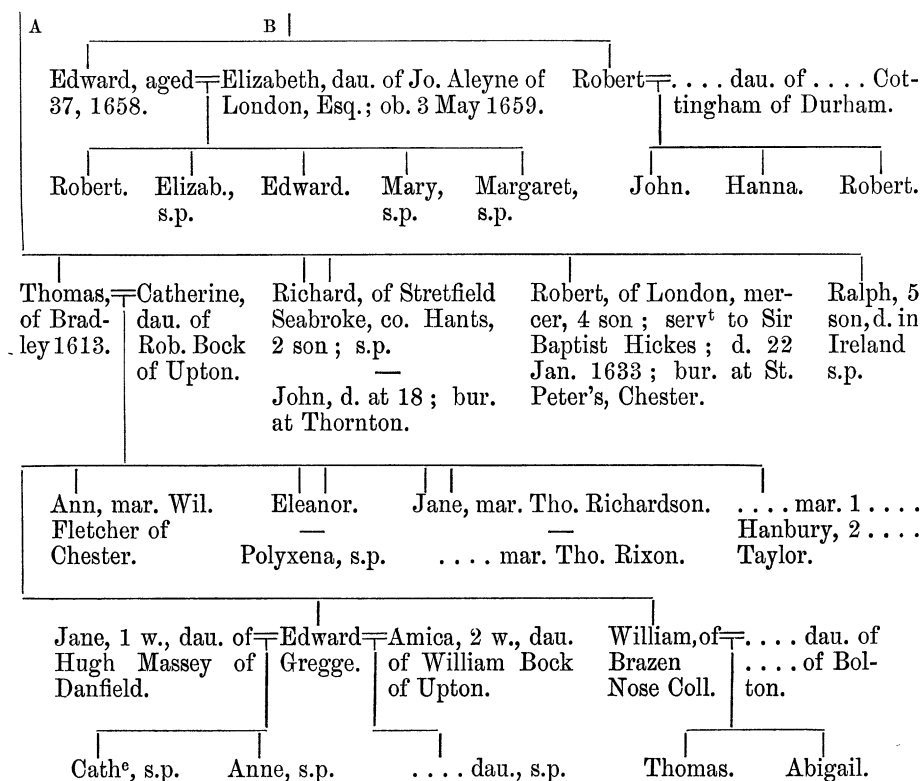 A
B
Edward, aged
37, 1658.
Elizabeth, dau. of Jo. Aleyne of
London, Esq.; ob. 3 May 1659.
Robert
. . . . dau. of . . . . Cot-
tingham of Durham.
Robert.
Elizab.,
s.p.
Edward.
Mary,
s.p.
Margaret,
s.p.
John.
Hanna.
Robert.
Thomas,
of Brad-
ley 1613.
Catherine,
dau. of
Rob. Bock
of Upton.
Richard, of Stretfield
Seabroke, co. Hants,
2 son; s.p.
—
John, d. at 18; bur.
at Thornton.
Robert, of London, mer-
cer, 4 son; servᵗ to Sir
Baptist Hickes; d. 22
Jan. 1633; bur. at St.
Peter's, Chester.
Ralph, 5
son, d. in
Ireland
s.p.
Ann, mar. Wil.
Fletcher of
Chester.
Eleanor.
—
Polyxena, s.p.
Jane, mar. Tho. Richardson.
—
. . . . mar. Tho. Rixon.
. . . . mar. 1 . . . .
Hanbury, 2 . . . .
Taylor.
Jane, 1 w., dau. of
Hugh Massey of
Danfield.
Edward
Gregge.
Amica, 2 w., dau.
of William Bock
of Upton.
William, of
Brazen
Nose Coll.
. . . . dau. of
. . . . of Bol-
ton.
Cathᵉ, s.p.
Anne, s.p.
. . . . dau., s.p.
Thomas.
Abigail.